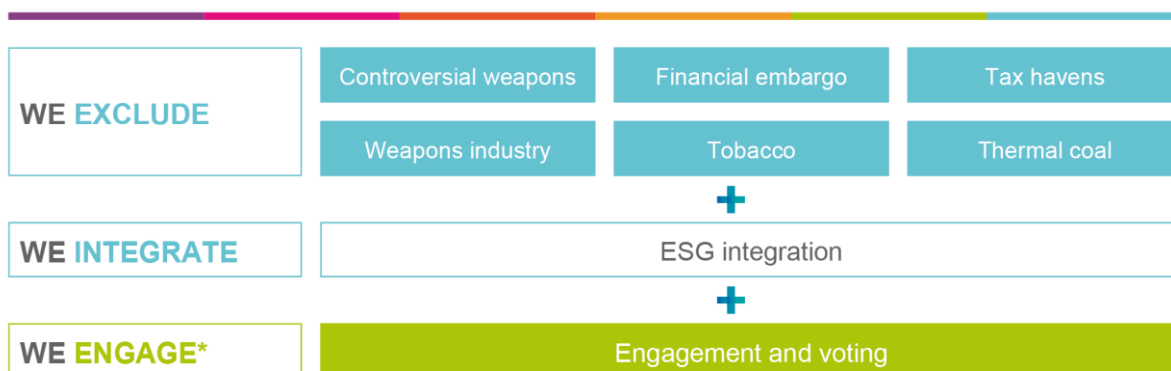 WE EXCLUDE
Controversial weapons
Financial embargo
Tax havens
Weapons industry
Tobacco
Thermal coal
WE INTEGRATE
ESG integration
WE ENGAGE*
Engagement and voting